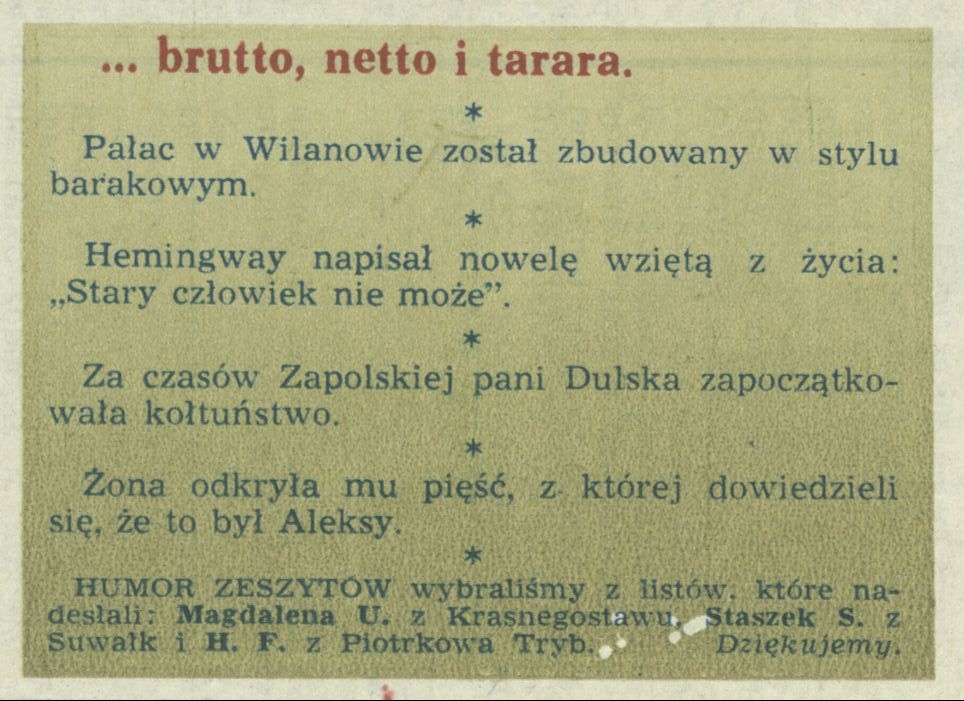 ... brutto, netto i tarara.
*
Pałac w Wilanowie został zbudowany w stylu
barakowym.
*
Hemingway napisał nowelę wziętą z życia:
„Stary człowiek nie może”.
*
Za czasów Zapolskiej pani Dulska zapoczątko-
wała kołtuństwo.
*
Żona odkryła mu pięść, z której dowiedzieli
się, że to był Aleksy.
*
HUMOR ZESZYTÓW wybraliśmy z listów, które na-
desłali: Magdalena U. z Krasnegostawu, Staszek S. z
Suwałk i H. F. z Piotrkowa Tryb. Dziękujemy.